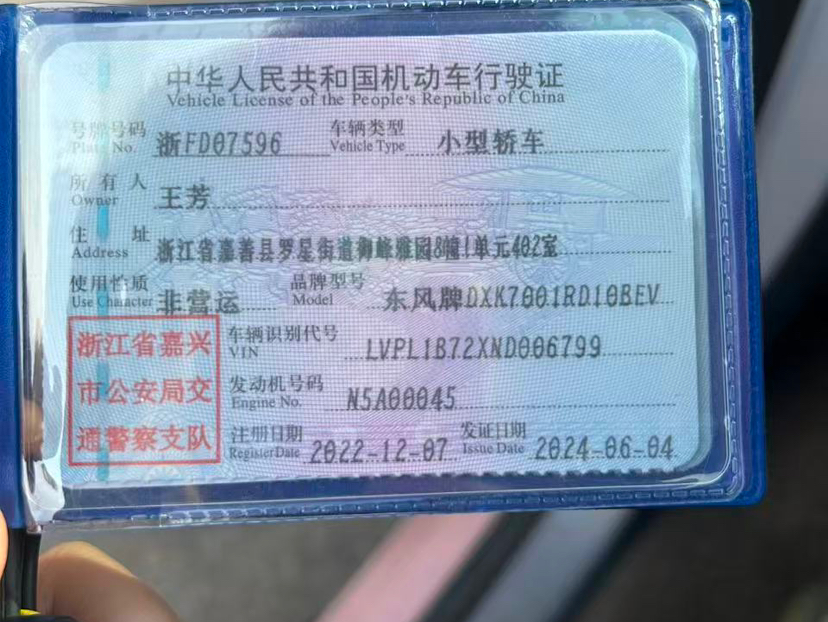 中华人民共和国机动车行驶证
Vehicle License of the People's Republic of China
号牌号码 Plate No. 浙FD07596 车辆类型 Vehicle Type 小型轿车
所有人 Owner 王芳
住址 Address 浙江省嘉善县罗星街道御峰雅园8幢1单元402室
使用性质 Use Character 非营运 品牌型号 Model 东风牌DXK7001RD10BEV
浙江省嘉兴 车辆识别代号 VIN LVPL1B72XND006799
市公安局交 发动机号码 Engine No. N5A00045
通警察支队 注册日期 Register Date 2022-12-07 发证日期 Issue Date 2024-06-04